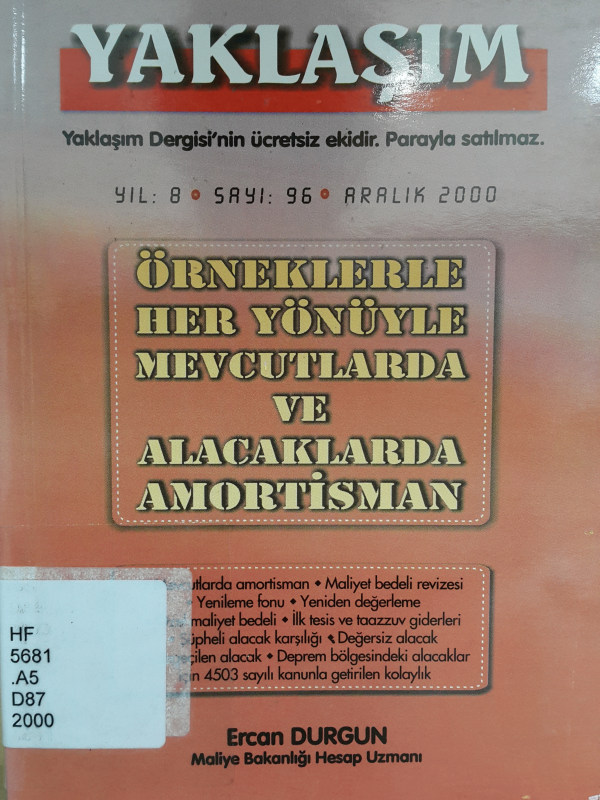 YAKLAŞIM
Yaklaşım Dergisi'nin ücretsiz ekidir. Parayla satılmaz.
YIL: 8 • SAYI: 96 • ARALIK 2000
ÖRNEKLERLE
HER YÖNÜYLE
MEVCUTLARDA
VE
ALACAKLARDA
AMORTİSMAN
amortisman ◆ Maliyet bedeli revizesi
Yenileme fonu ◆ Yeniden değerleme
maliyet bedeli ◆ İlk tesis ve taazzuv giderleri
alacak karşılığı ◆ Değersiz alacak
alacak ◆ Deprem bölgesindeki alacaklar
4503 sayılı kanunla getirilen kolaylık
HF
5681
.A5
D87
2000
Ercan DURGUN
Maliye Bakanlığı Hesap Uzmanı